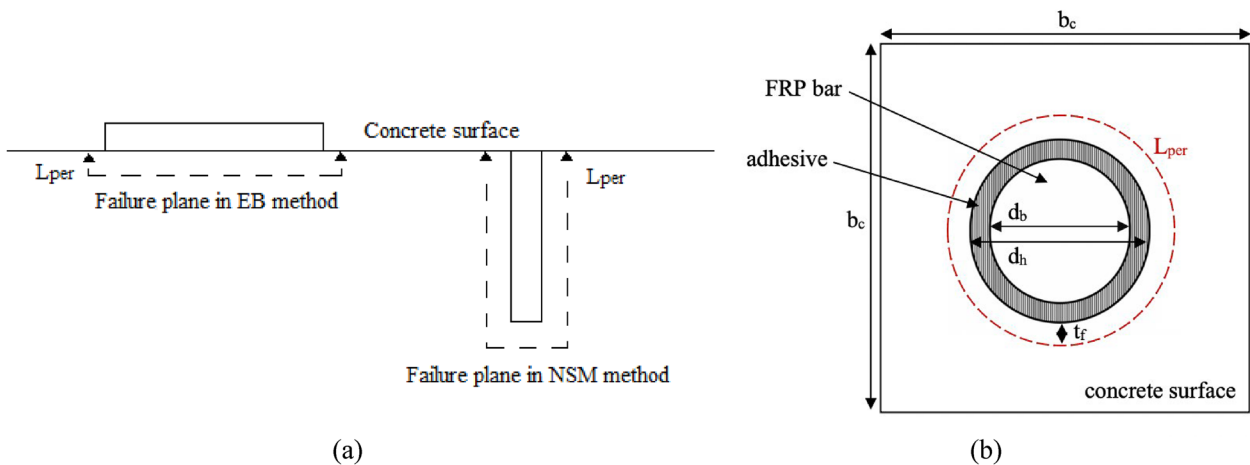 Concrete surface
Lper
Lper
Failure plane in EB method
Failure plane in NSM method
(a)
bc
FRP bar
adhesive
Lper
bc
db
dh
tf
concrete surface
(b)